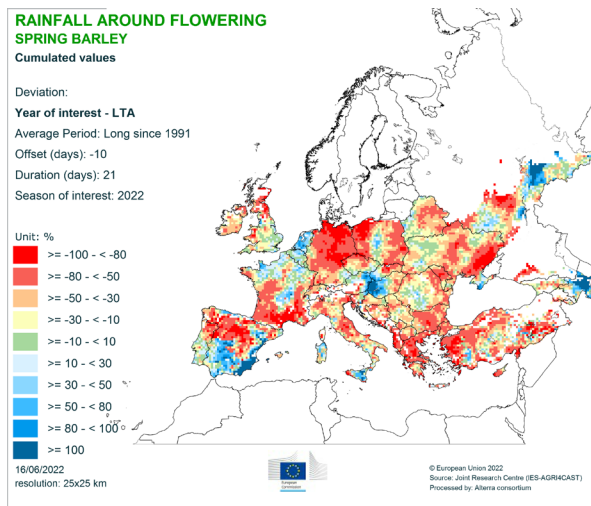 RAINFALL AROUND FLOWERING
SPRING BARLEY
Cumulated values
Deviation:
Year of interest - LTA
Average Period: Long since 1991
Offset (days): -10
Duration (days): 21
Season of interest: 2022
Unit: %
>= -100 - < -80
>= -80 - < -50
>= -50 - < -30
>= -30 - < -10
>= -10 - < 10
>= 10 - < 30
>= 30 - < 50
>= 50 - < 80
>= 80 - < 100
>= 100
16/06/2022
resolution: 25x25 km
European
Commission
© European Union 2022
Source: Joint Research Centre (IES-AGRI4CAST)
Processed by: Alterra consortium